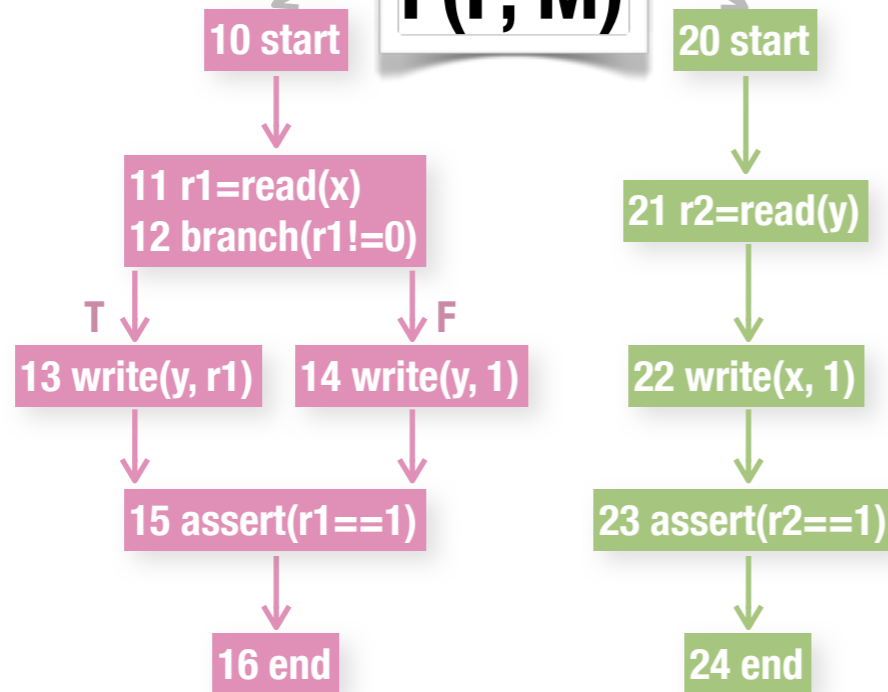 10 start
20 start
11 r1=read(x)
12 branch(r1!=0)
21 r2=read(y)
T
F
13 write(y, r1)
14 write(y, 1)
22 write(x, 1)
15 assert(r1==1)
23 assert(r2==1)
16 end
24 end